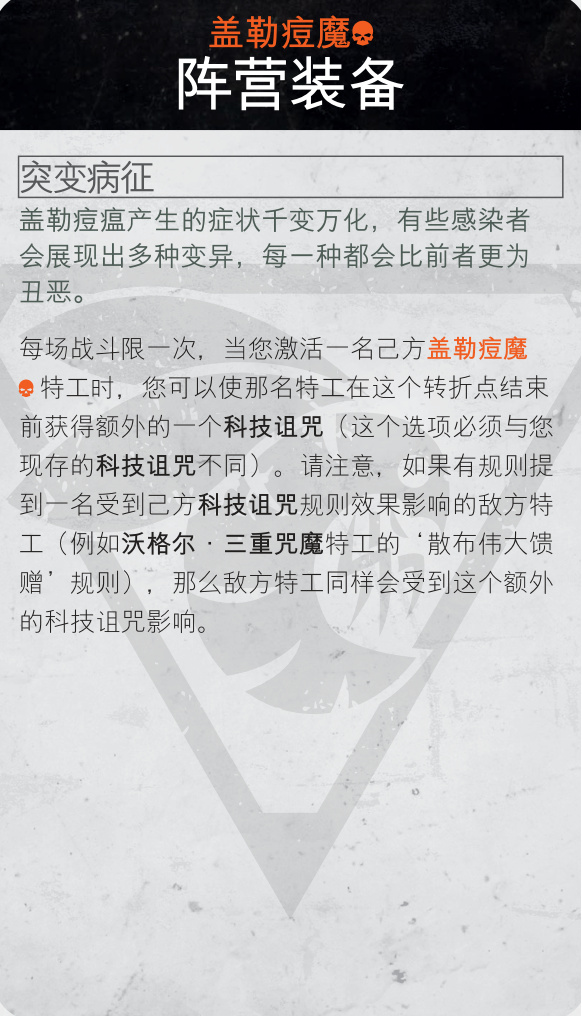 盖勒痘魔
阵营装备
突变病征
盖勒痘瘟产生的症状千变万化，有些感染者
会展现出多种变异，每一种都会比前者更为
丑恶。
每场战斗限一次，当您激活一名己方盖勒痘魔
特工时，您可以使那名特工在这个转折点结束
前获得额外的一个科技诅咒（这个选项必须与您
现存的科技诅咒不同）。请注意，如果有规则提
到一名受到己方科技诅咒规则效果影响的敌方特
工（例如沃格尔·三重咒魔特工的‘散布伟大馈
赠’规则），那么敌方特工同样会受到这个额外
的科技诅咒影响。